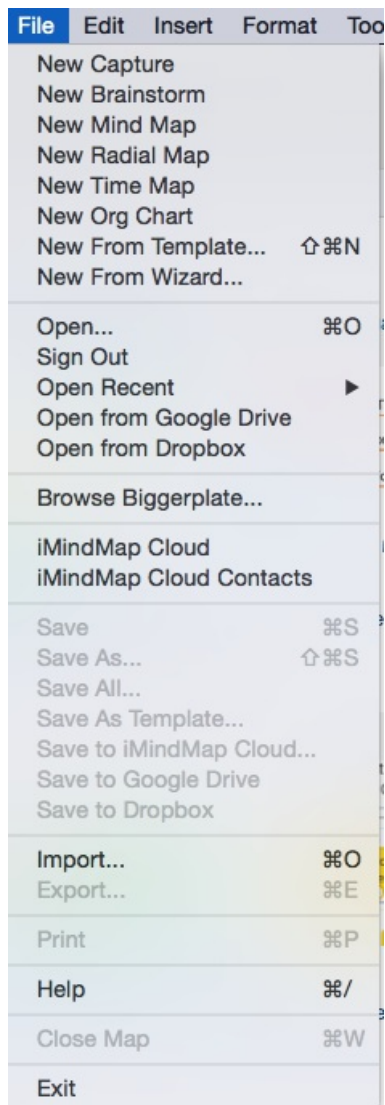 File Edit Insert Format Too
New Capture
New Brainstorm
New Mind Map
New Radial Map
New Time Map
New Org Chart
New From Template... ⇧⌘N
New From Wizard...
Open... ⌘O
Sign Out
Open Recent ▶
Open from Google Drive
Open from Dropbox
Browse Biggerplate...
iMindMap Cloud
iMindMap Cloud Contacts
Save ⌘S
Save As... ⇧⌘S
Save All...
Save As Template...
Save to iMindMap Cloud...
Save to Google Drive
Save to Dropbox
Import... ⌘O
Export... ⌘E
Print ⌘P
Help ⌘/
Close Map ⌘W
Exit